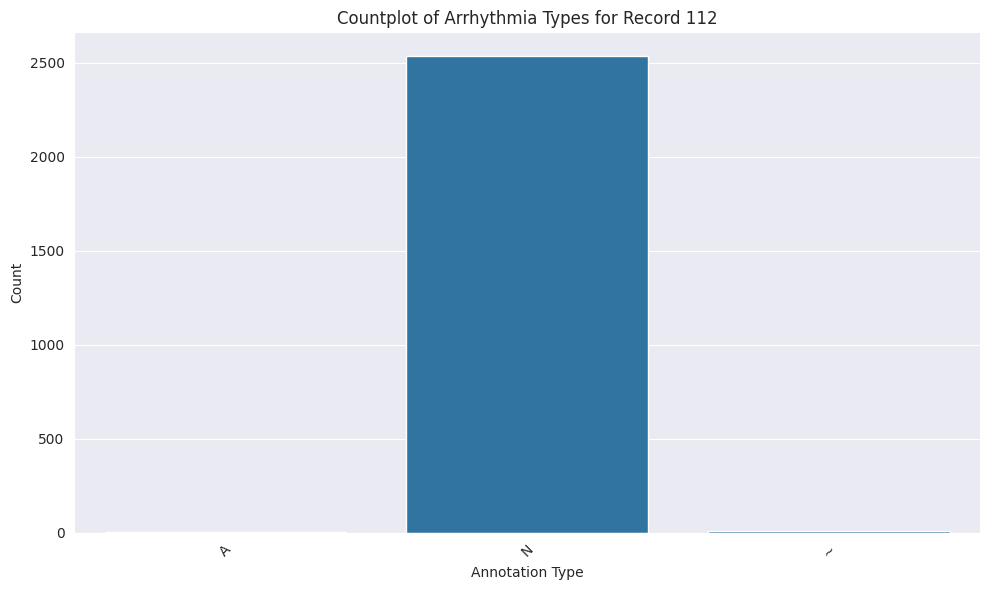 Countplot of Arrhythmia Types for Record 112
2500
2000
1500
1000
500
0
Count
A
N
~
Annotation Type